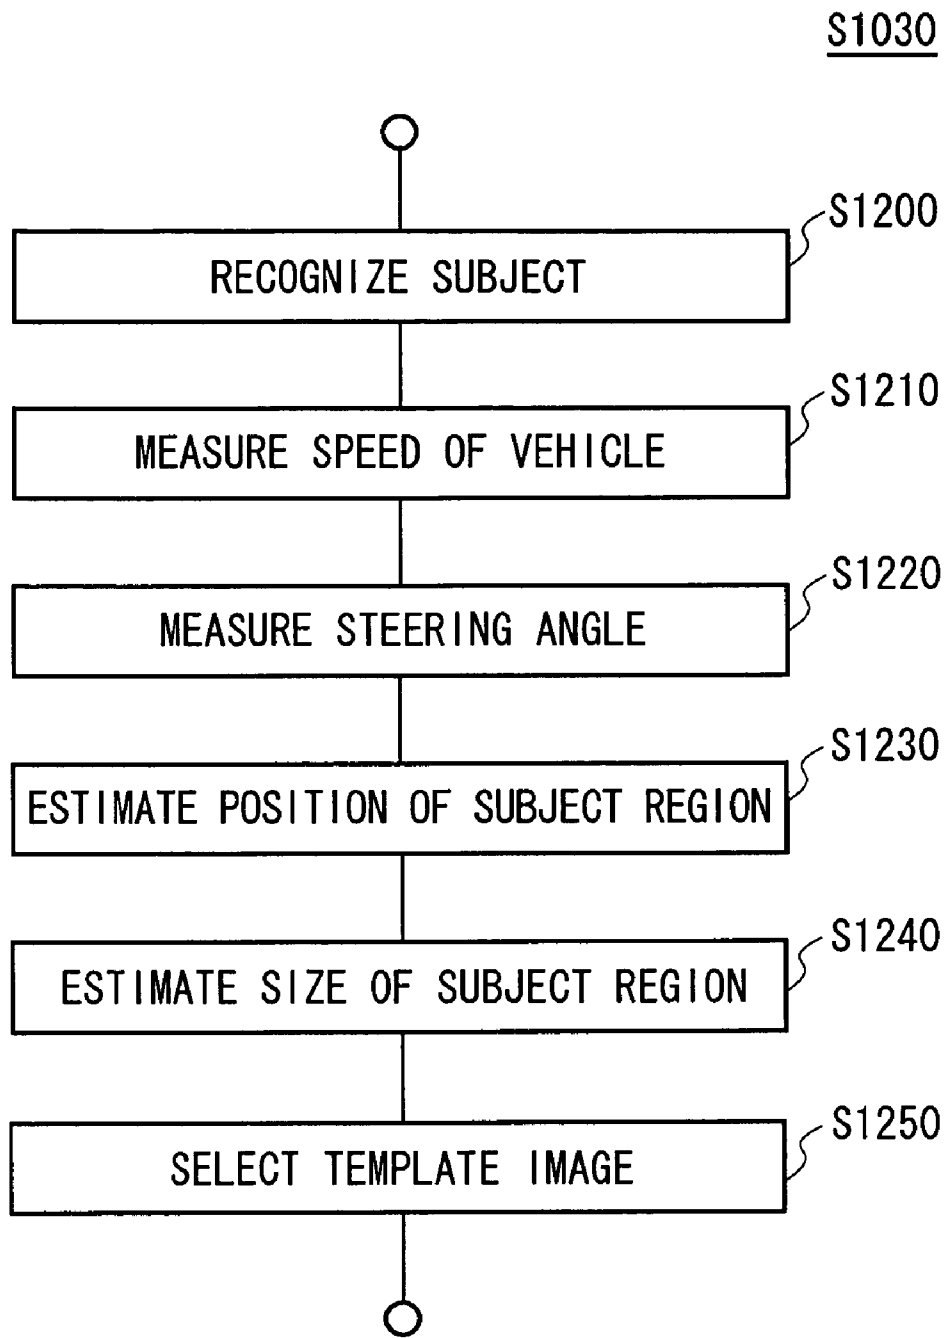 S1030
S1200
RECOGNIZE SUBJECT
S1210
MEASURE SPEED OF VEHICLE
S1220
MEASURE STEERING ANGLE
S1230
ESTIMATE POSITION OF SUBJECT REGION
S1240
ESTIMATE SIZE OF SUBJECT REGION
S1250
SELECT TEMPLATE IMAGE